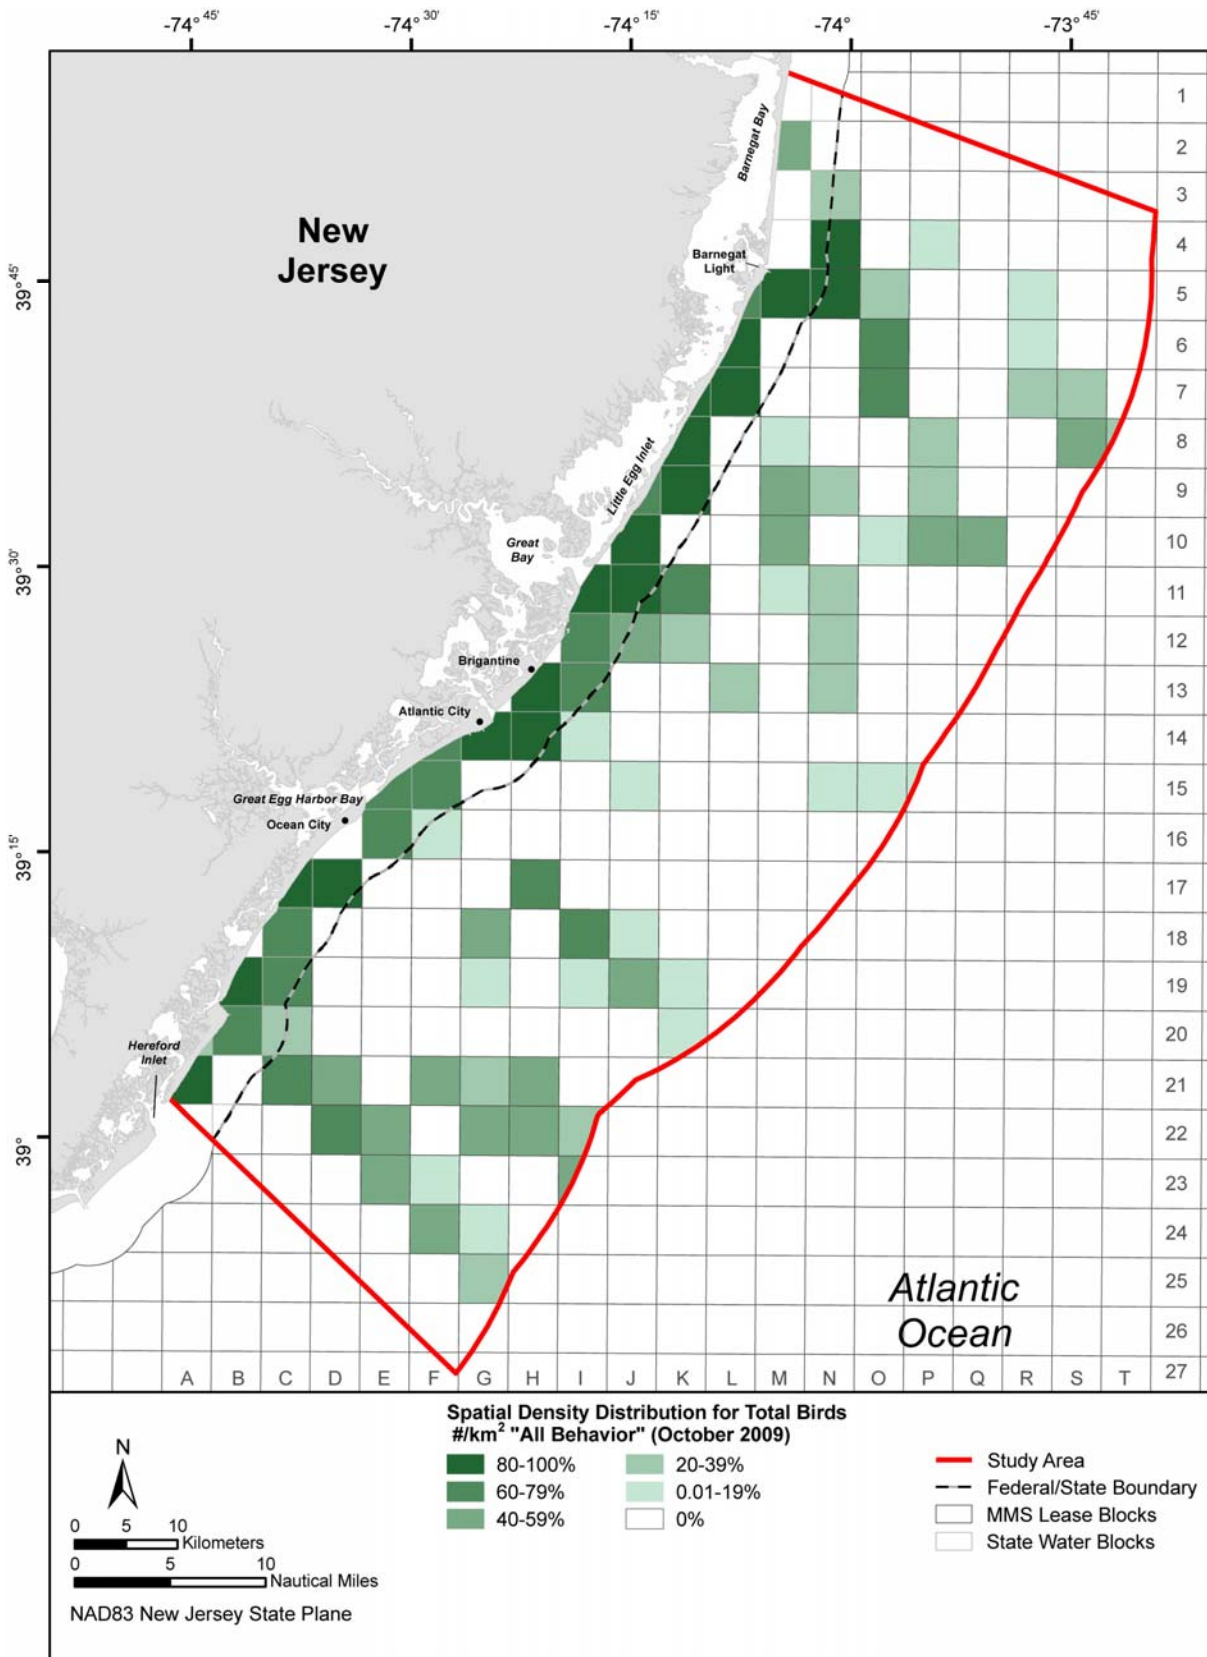 -74° 45'
-74° 30'
-74° 15'
-74°
-73° 45'
39° 45'
39° 30'
39° 15'
39°
New
Jersey
Barnegat Bay
Barnegat
Light
Little Egg Inlet
Great
Bay
Brigantine
Atlantic City
Great Egg Harbor Bay
Ocean City
Hereford
Inlet
1
2
3
4
5
6
7
8
9
10
11
12
13
14
15
16
17
18
19
20
21
22
23
24
25
26
27
Atlantic
Ocean
A B C D E F G H I J K L M N O P Q R S T
N
0 5 10
Kilometers
0 5 10
Nautical Miles
NAD83 New Jersey State Plane
Spatial Density Distribution for Total Birds
#/km² "All Behavior" (October 2009)
80-100%
60-79%
40-59%
20-39%
0.01-19%
0%
Study Area
Federal/State Boundary
MMS Lease Blocks
State Water Blocks